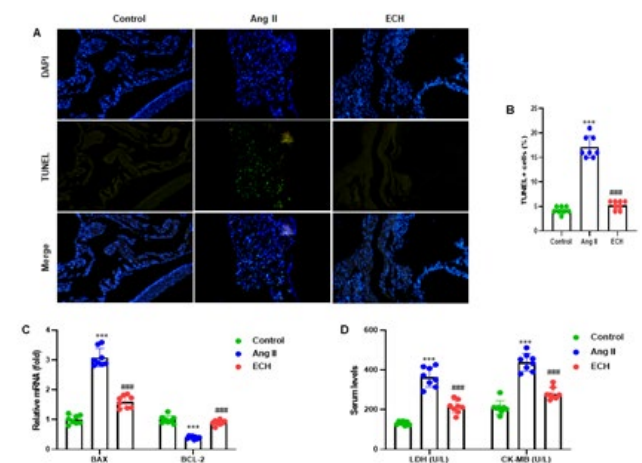 Control Ang II ECH
A
DAPI
TUNEL
Merge
B
TUNEL+ cells (%)
25
20
15
10
5
0
***
###
Control Ang II ECH
C
Relative mRNA (fold)
4
3
2
1
0
***
###
***
###
BAX BCL-2
Control
Ang II
ECH
D
Serum levels
600
400
200
0
***
###
***
###
LDH (U/L) CK-MB (U/L)
Control
Ang II
ECH